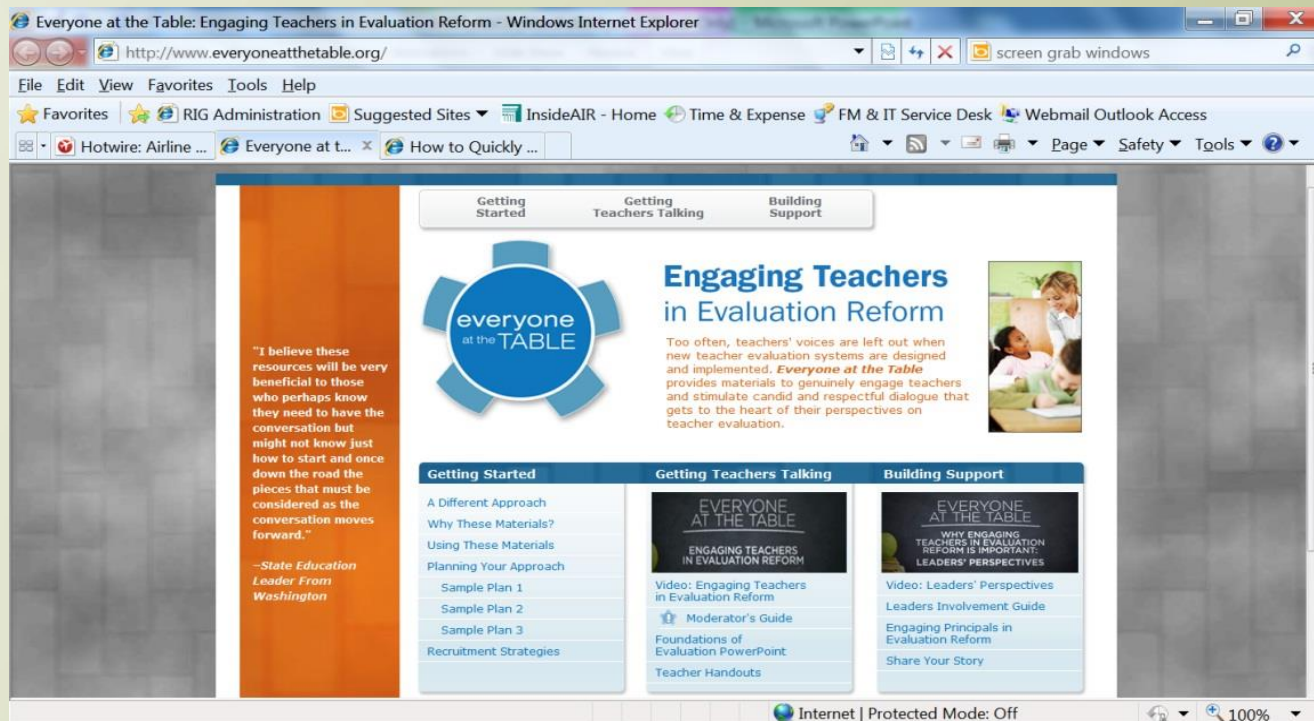 Everyone at the Table: Engaging Teachers in Evaluation Reform - Windows Internet Explorer
http://www.everyoneatthetable.org/
screen grab windows
File Edit View Favorites Tools Help
Favorites RIG Administration Suggested Sites InsideAIR - Home Time & Expense FM & IT Service Desk Webmail Outlook Access
Hotwire: Airline ... Everyone at t... x How to Quickly ... Page Safety Tools
Getting Started
Getting Teachers Talking
Building Support
everyone
at the TABLE
Engaging Teachers
in Evaluation Reform
Too often, teachers' voices are
left out when
new teacher evaluation systems are designed
and implemented. Everyone at the Table
provides materials to genuinely engage teachers
and stimulate candid and respectful dialogue that
gets to the heart of their perspectives on
teacher evaluation.
"I believe these
resources will be very
beneficial to those
who perhaps know
they need to have the
conversation but
might not know just
how to start and once
down the road the
pieces that must be
considered as the
conversation moves
forward."
–State Education
Leader From
Washington
Getting Started
A Different Approach
Why These Materials?
Using These Materials
Planning Your Approach
Sample Plan 1
Sample Plan 2
Sample Plan 3
Recruitment Strategies
Getting Teachers Talking
EVERYONE
AT THE TABLE
ENGAGING TEACHERS
IN EVALUATION REFORM
Video: Engaging Teachers
in Evaluation Reform
Moderator's Guide
Foundations of
Evaluation PowerPoint
Teacher Handouts
Building Support
EVERYONE
AT THE TABLE
WHY ENGAGING
TEACHERS IN EVALUATION
REFORM IS IMPORTANT:
LEADERS' PERSPECTIVES
Video: Leaders' Perspectives
Leaders Involvement Guide
Engaging Principals in
Evaluation Reform
Share Your Story
Internet | Protected Mode: Off
100%